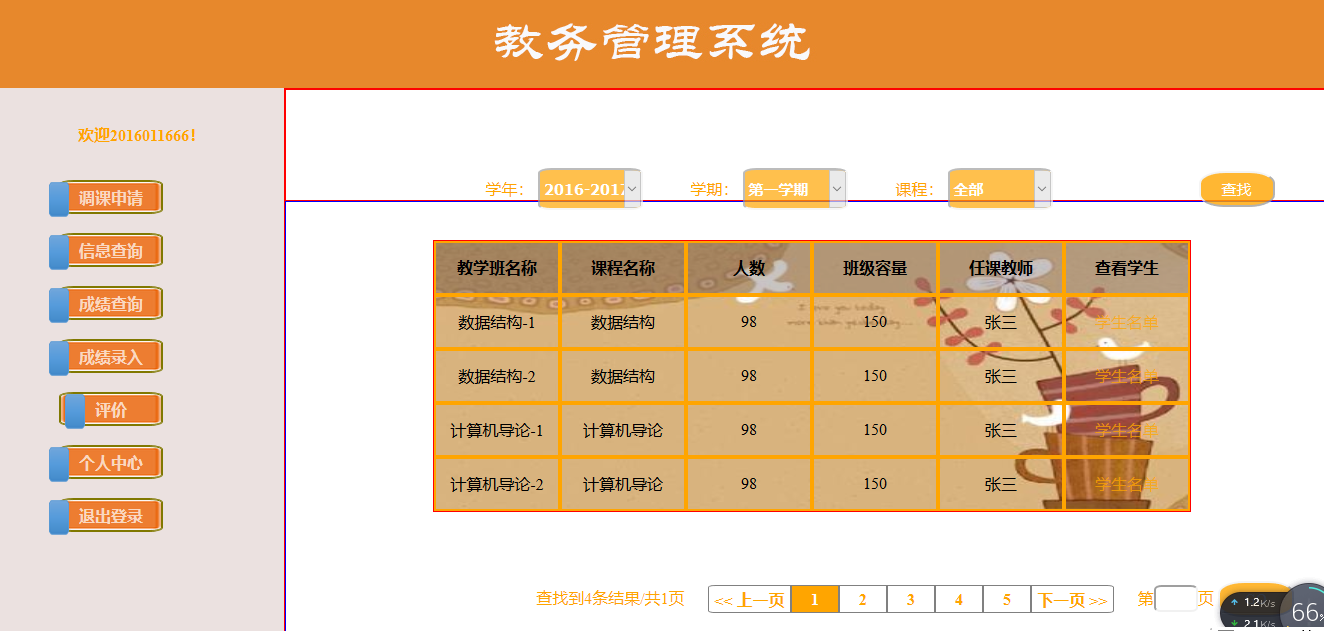 教务管理系统
欢迎2016011666!
调课申请
信息查询
成绩查询
成绩录入
评价
个人中心
退出登录
学年: 2016-2017 学期: 第一学期 课程: 全部 查找
教学班名称 课程名称 人数 班级容量 任课教师 查看学生
数据结构-1 数据结构 98 150 张三 学生名单
数据结构-2 数据结构 98 150 张三 学生名单
计算机导论-1 计算机导论 98 150 张三 学生名单
计算机导论-2 计算机导论 98 150 张三 学生名单
查找到4条结果/共1页 << 上一页 1 2 3 4 5 下一页 >> 第 页
1.2K/s
2.1K/s
66%